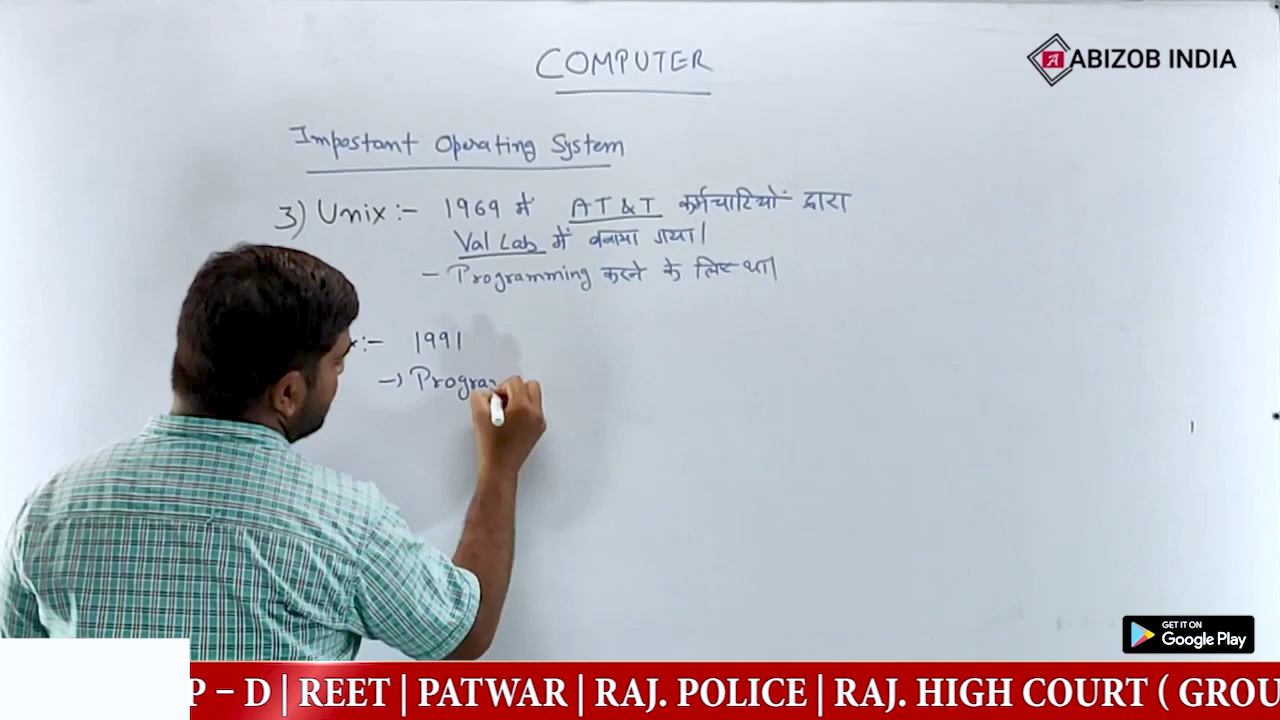 COMPUTER
ABIZOB INDIA
Impostant Operating System
3) Unix :- 1969 में AT&T कर्मचारियों द्वारा
Val Lab में बनाया गया।
- Programming करने के लिए था।
x :- 1991
→ Progra
GET IT ON
Google Play
P – D | REET | PATWAR | RAJ. POLICE | RAJ. HIGH COURT ( GROU